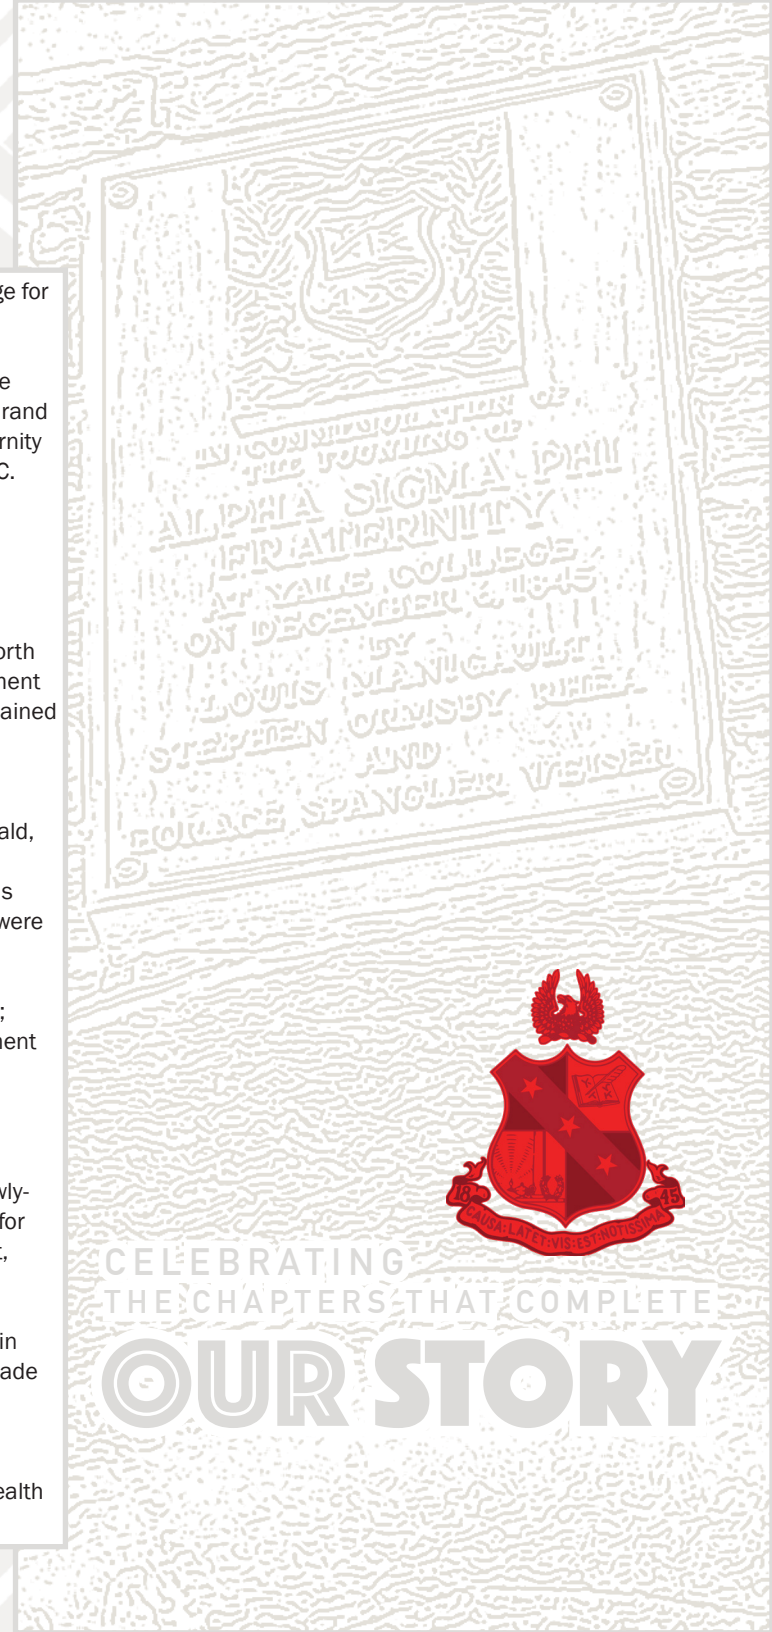 ge for
e
rand
rnity
C.
orth
nent
ained
ald,
s
were
;
nent
wly-
for
t,
in
ade
ealth
IN COMMEMORATION OF
THE FOUNDING OF
ALPHA SIGMA PHI
FRATERNITY
AT YALE COLLEGE
ON DECEMBER 6, 1845
BY
LOUIS MANIGAULT
STEPHEN ORMSBY RHEA
AND
HORACE SPANGLER WEISER
18 45
CAUSA:LATET:VIS:EST:NOTISSIMA
CELEBRATING
THE CHAPTERS THAT COMPLETE
OUR STORY